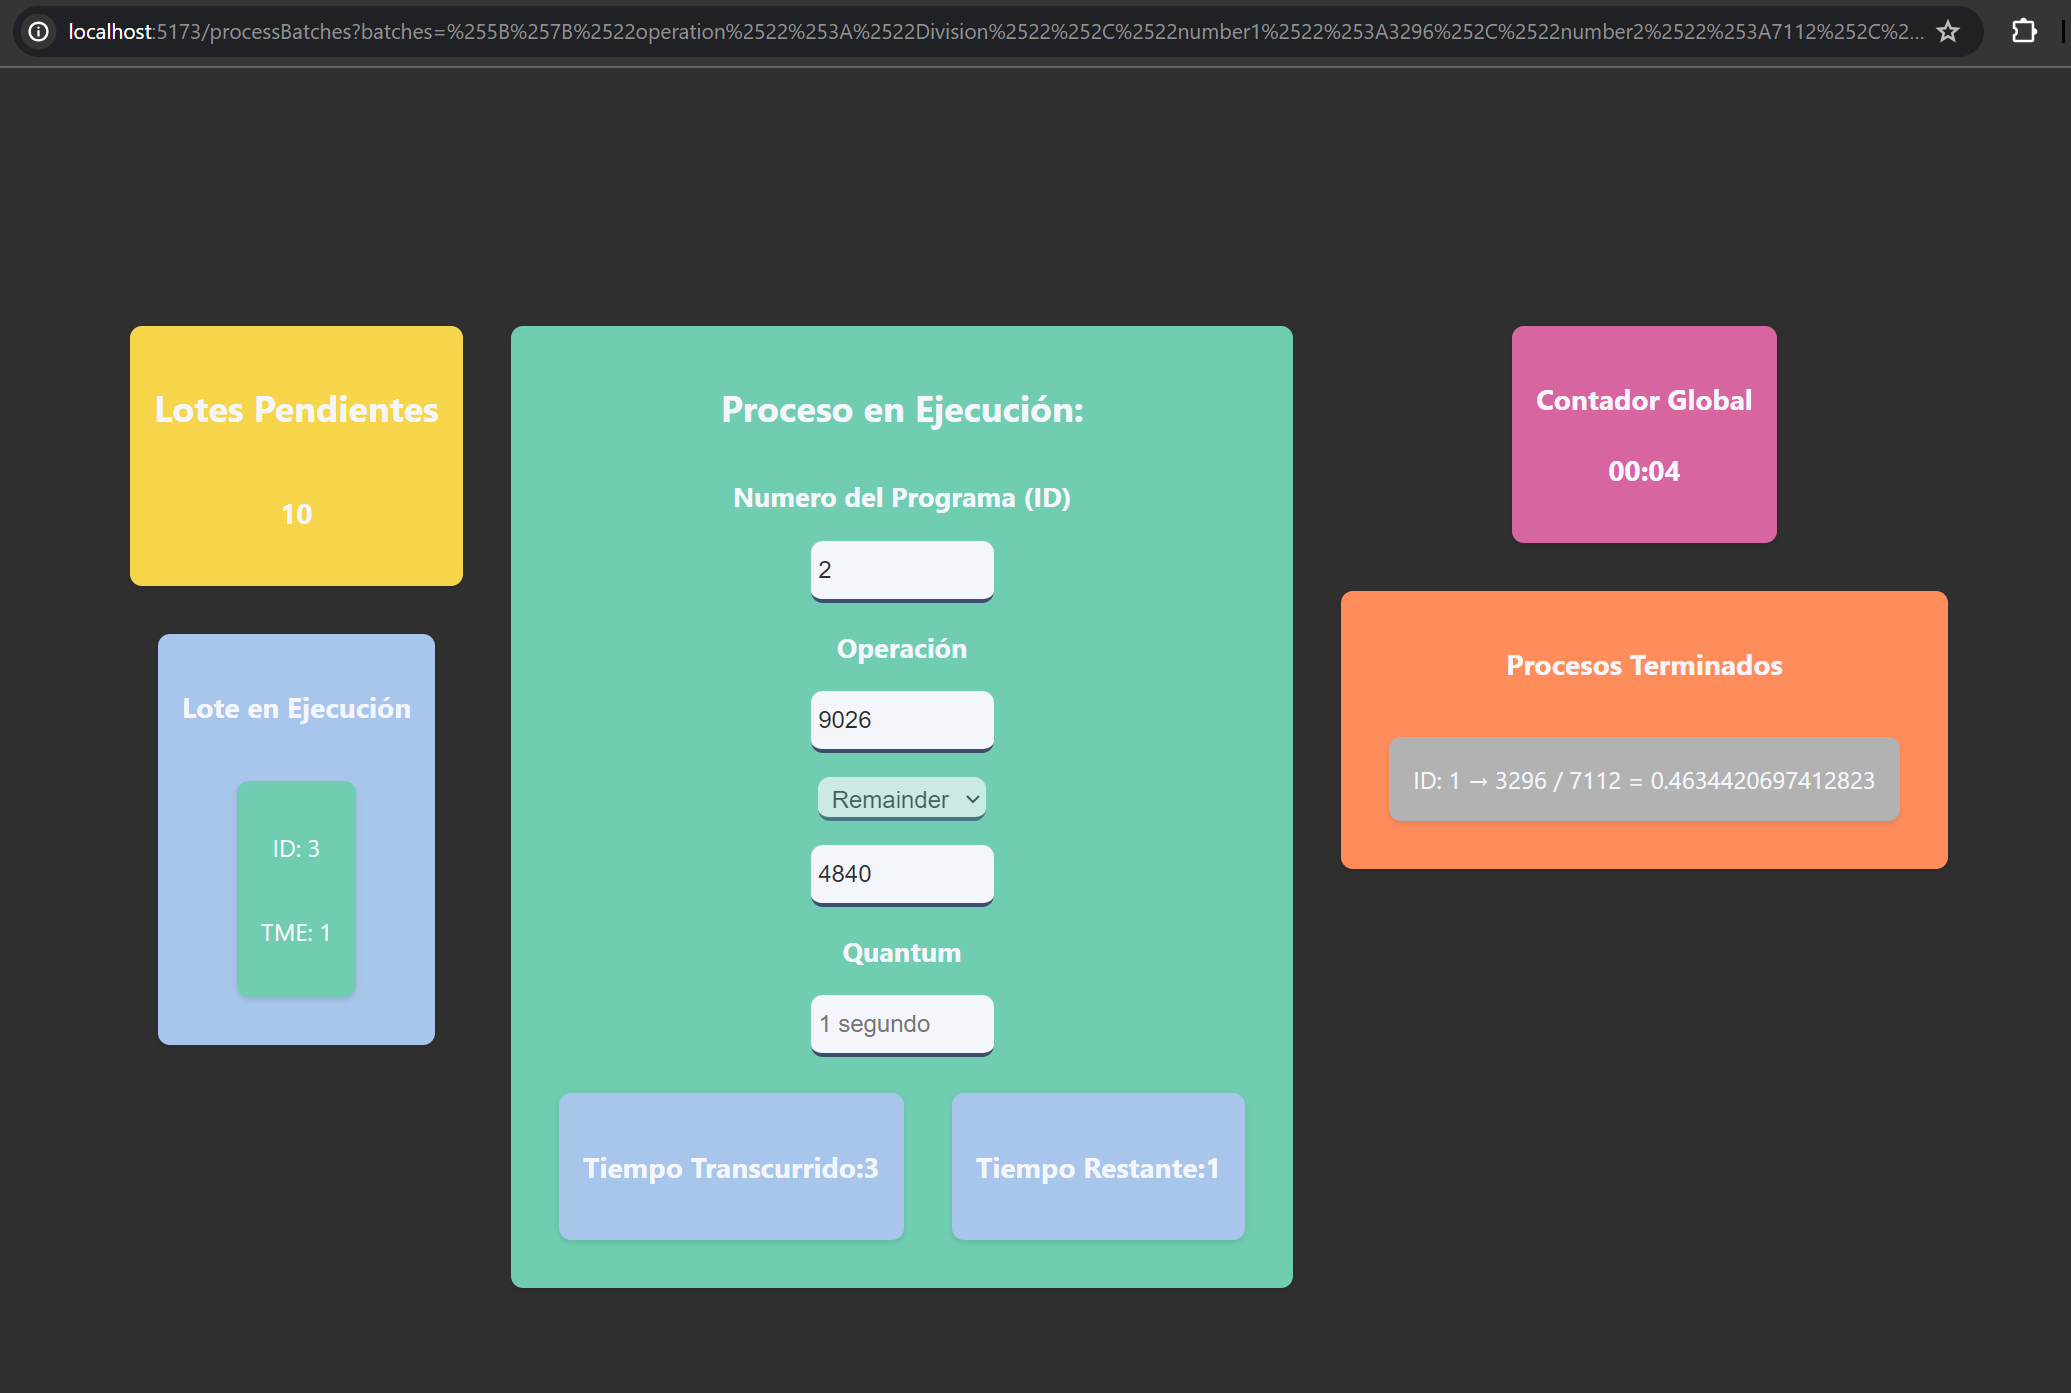 localhost:5173/processBatches?batches=%255B%257B%2522operation%2522%253A%2522Division%2522%252C%2522number1%2522%253A3296%252C%2522number2%2522%253A7112%252C%2...
Lotes Pendientes
10
Lote en Ejecución
ID: 3
TME: 1
Proceso en Ejecución:
Numero del Programa (ID)
2
Operación
9026
Remainder
4840
Quantum
1 segundo
Tiempo Transcurrido:3
Tiempo Restante:1
Contador Global
00:04
Procesos Terminados
ID: 1 → 3296 / 7112 = 0.4634420697412823